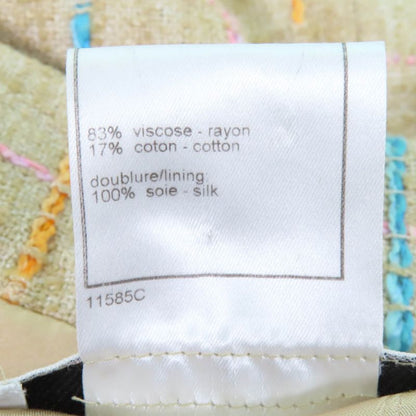 83% viscose - rayon
17% coton - cotton
doublure/lining
100% soie - silk
11585C